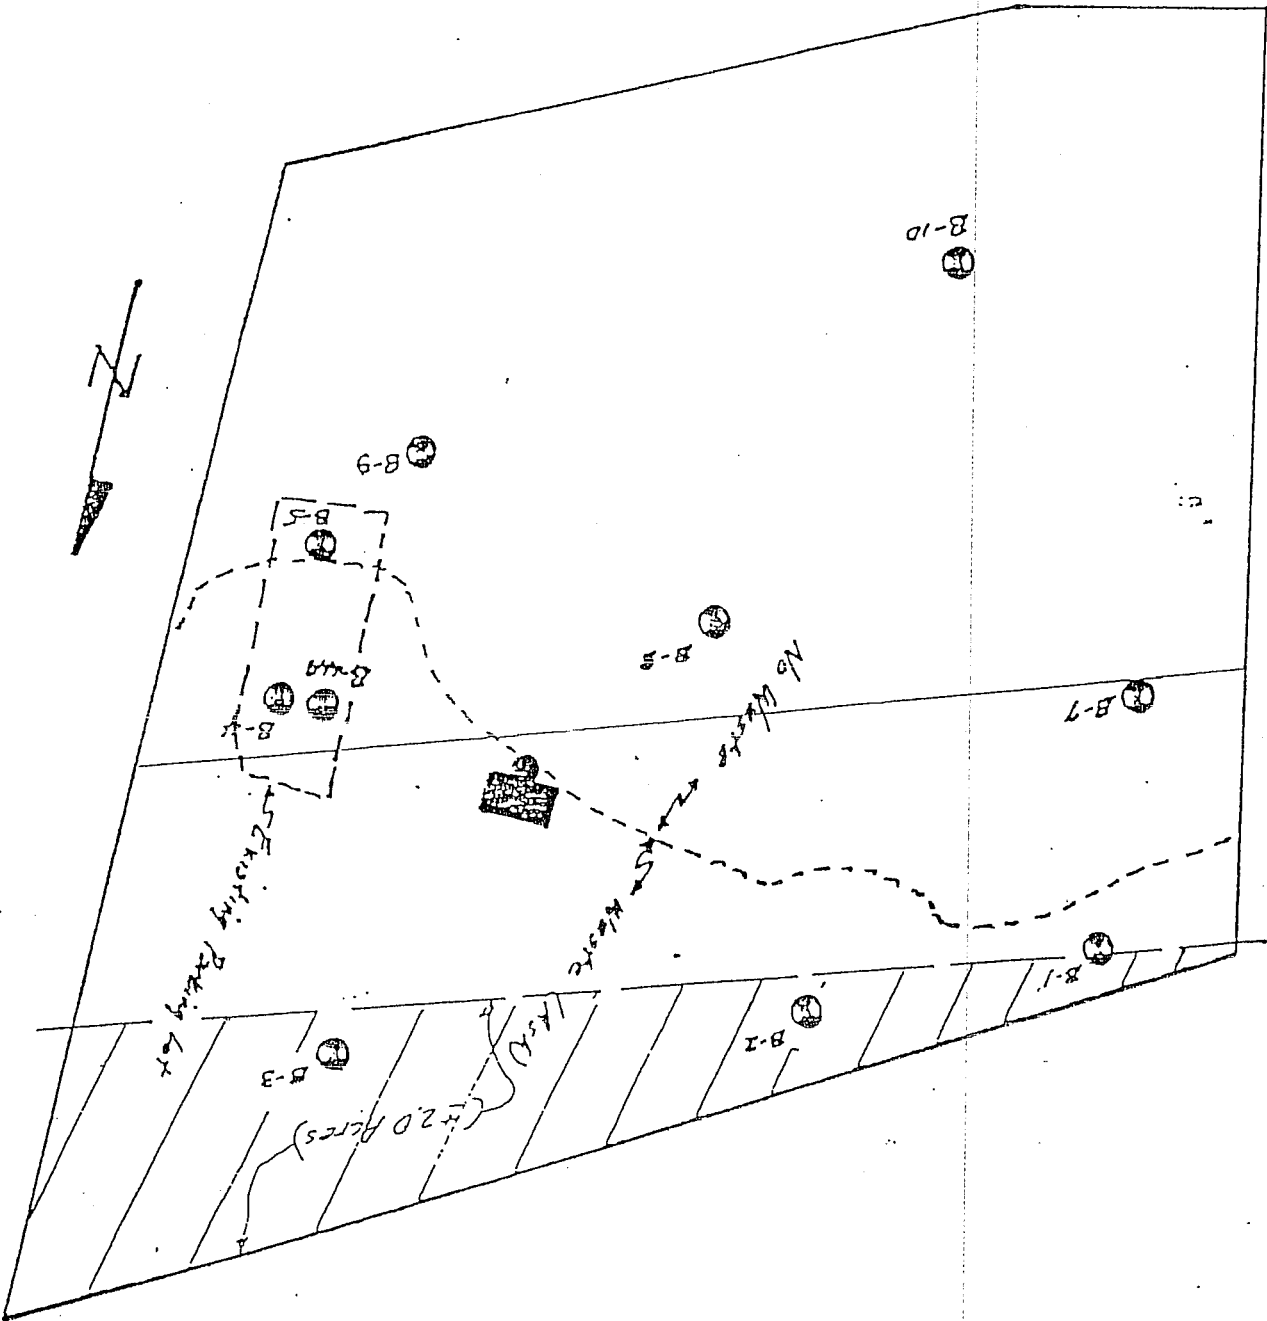 N
B-10
B-9
B-5
B-8
B-4A
B-4
B-7
No Waste
Waste
(Ash)
Existing Parking Lot
B-1
B-2
B-3
(± 2.0 Acres)